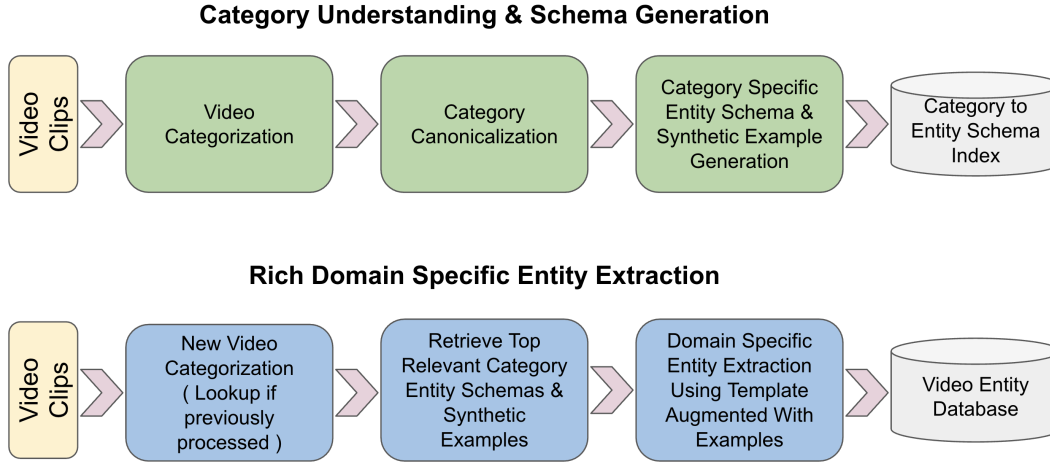 Category Understanding & Schema Generation
Video
Clips
Video
Categorization
Category
Canonicalization
Category Specific
Entity Schema &
Synthetic Example
Generation
Category to
Entity Schema
Index
Rich Domain Specific Entity Extraction
Video
Clips
New Video
Categorization
( Lookup if
previously
processed )
Retrieve Top
Relevant Category
Entity Schemas &
Synthetic
Examples
Domain Specific
Entity Extraction
Using Template
Augmented With
Examples
Video Entity
Database